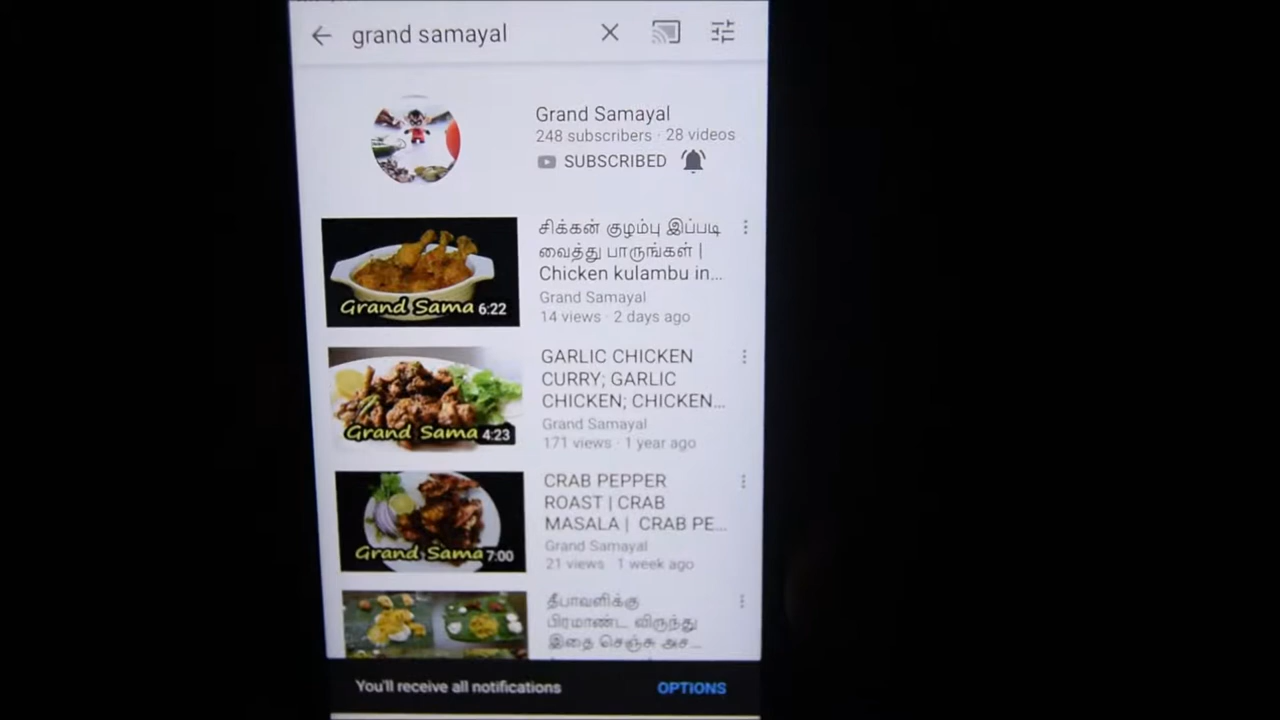 grand samayal
Grand Samayal
248 subscribers · 28 videos
SUBSCRIBED
சிக்கன் குழம்பு இப்படி
வைத்து பாருங்கள் |
Chicken kulambu in...
Grand Samayal
14 views · 2 days ago
Grand Sama 6:22
GARLIC CHICKEN
CURRY; GARLIC
CHICKEN; CHICKEN...
Grand Samayal
171 views · 1 year ago
Grand Sama 4:23
CRAB PEPPER
ROAST | CRAB
MASALA | CRAB PE...
Grand Samayal
21 views · 1 week ago
Grand Sama 7:00
தீபாவளிக்கு
பிரமாண்ட விருந்து
இதை செஞ்சு அச...
You'll receive all notifications
OPTIONS